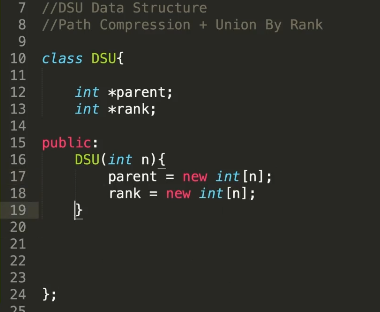 7 //DSU Data Structure
8 //Path Compression + Union By Rank
9
10 class DSU{
11
12     int *parent;
13     int *rank;
14
15 public:
16     DSU(int n){
17         parent = new int[n];
18         rank = new int[n];
19     }
20
21
22
23
24 };
25